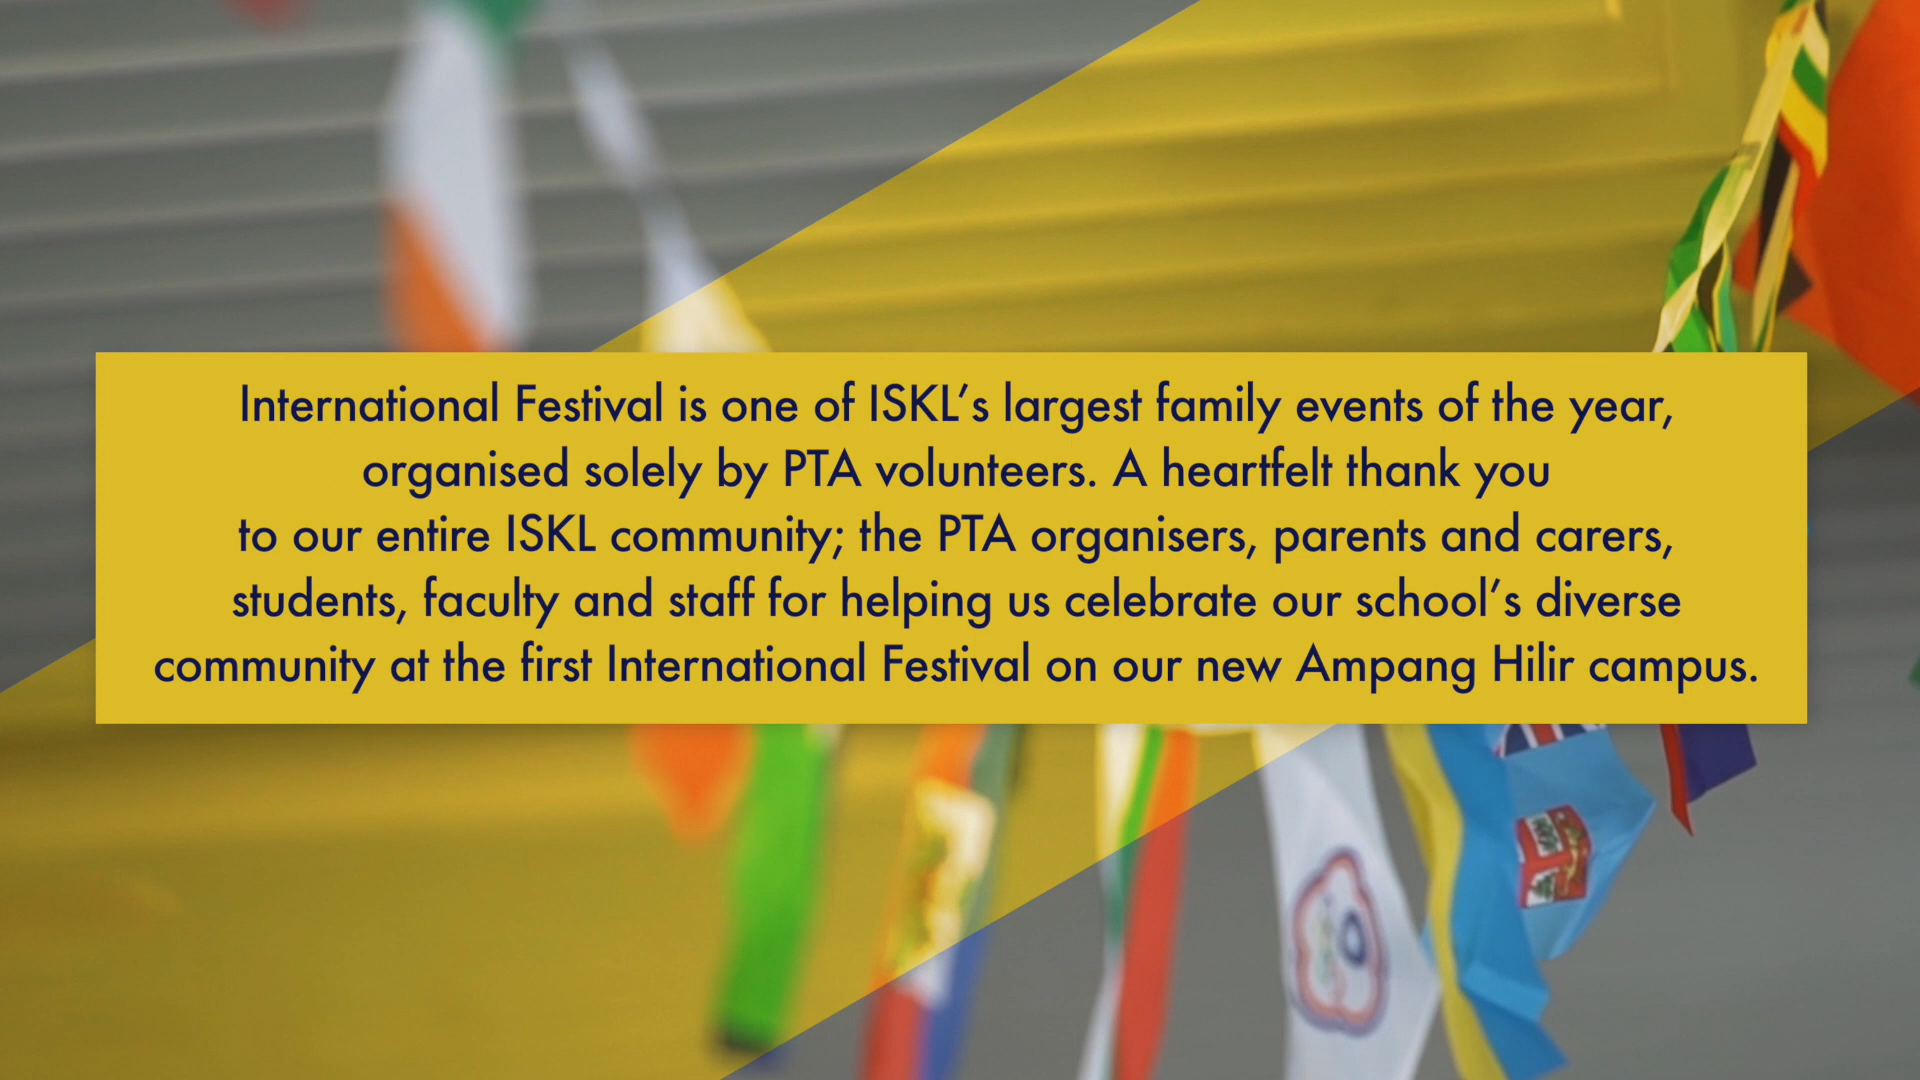 International Festival is one of ISKL’s largest family events of the year,
organised solely by PTA volunteers. A heartfelt thank you
to our entire ISKL community; the PTA organisers, parents and carers,
students, faculty and staff for helping us celebrate our school’s diverse
community at the first International Festival on our new Ampang Hilir campus.